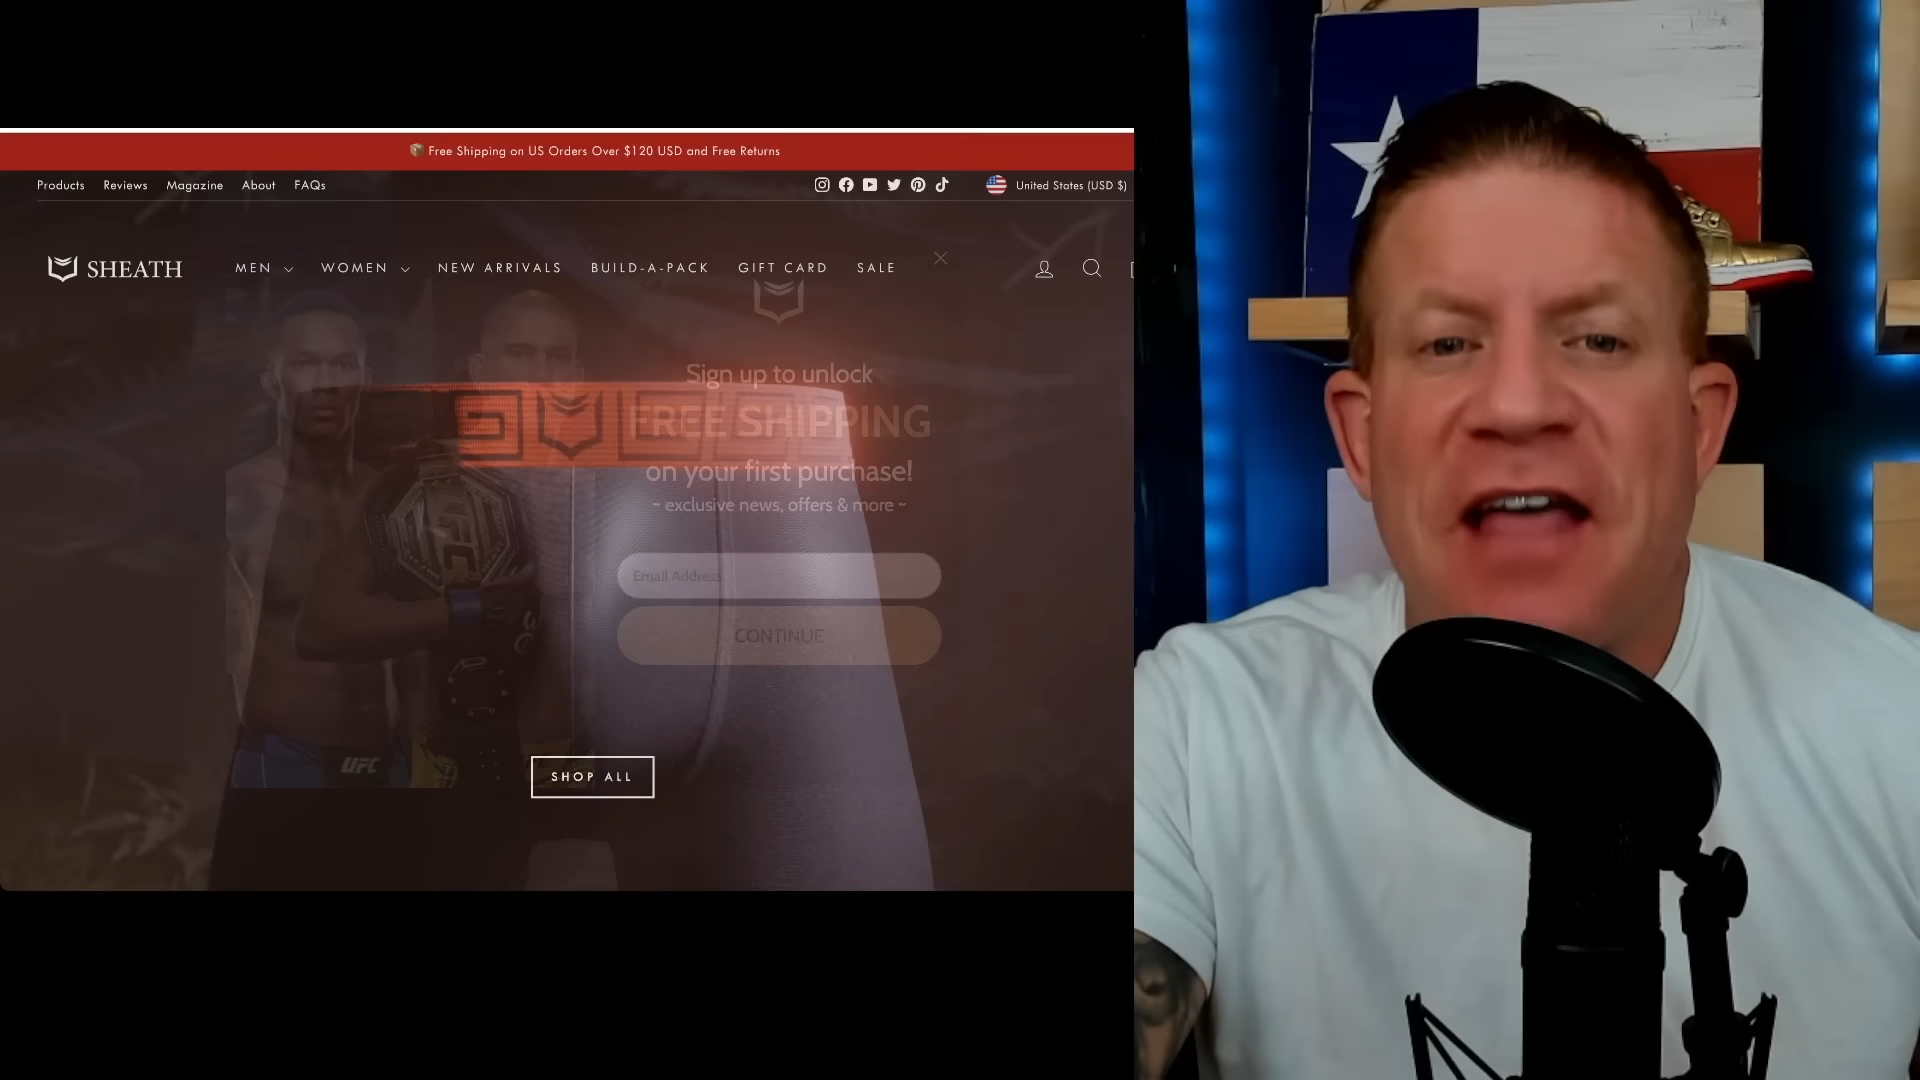 📦 Free Shipping on US Orders Over $120 USD and Free Returns
Products Reviews Magazine About FAQs
United States (USD $)
SHEATH
MEN WOMEN NEW ARRIVALS BUILD-A-PACK GIFT CARD SALE
Sign up to unlock
FREE SHIPPING
on your first purchase!
~ exclusive news, offers & more ~
Email Address
CONTINUE
UFC
UFC
SHOP ALL